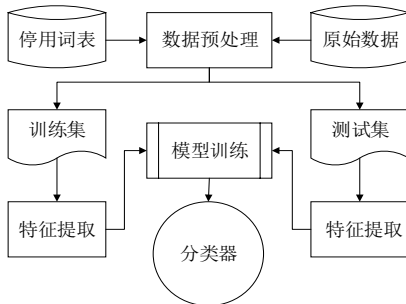 停用词表
数据预处理
原始数据
训练集
模型训练
测试集
特征提取
特征提取
分类器